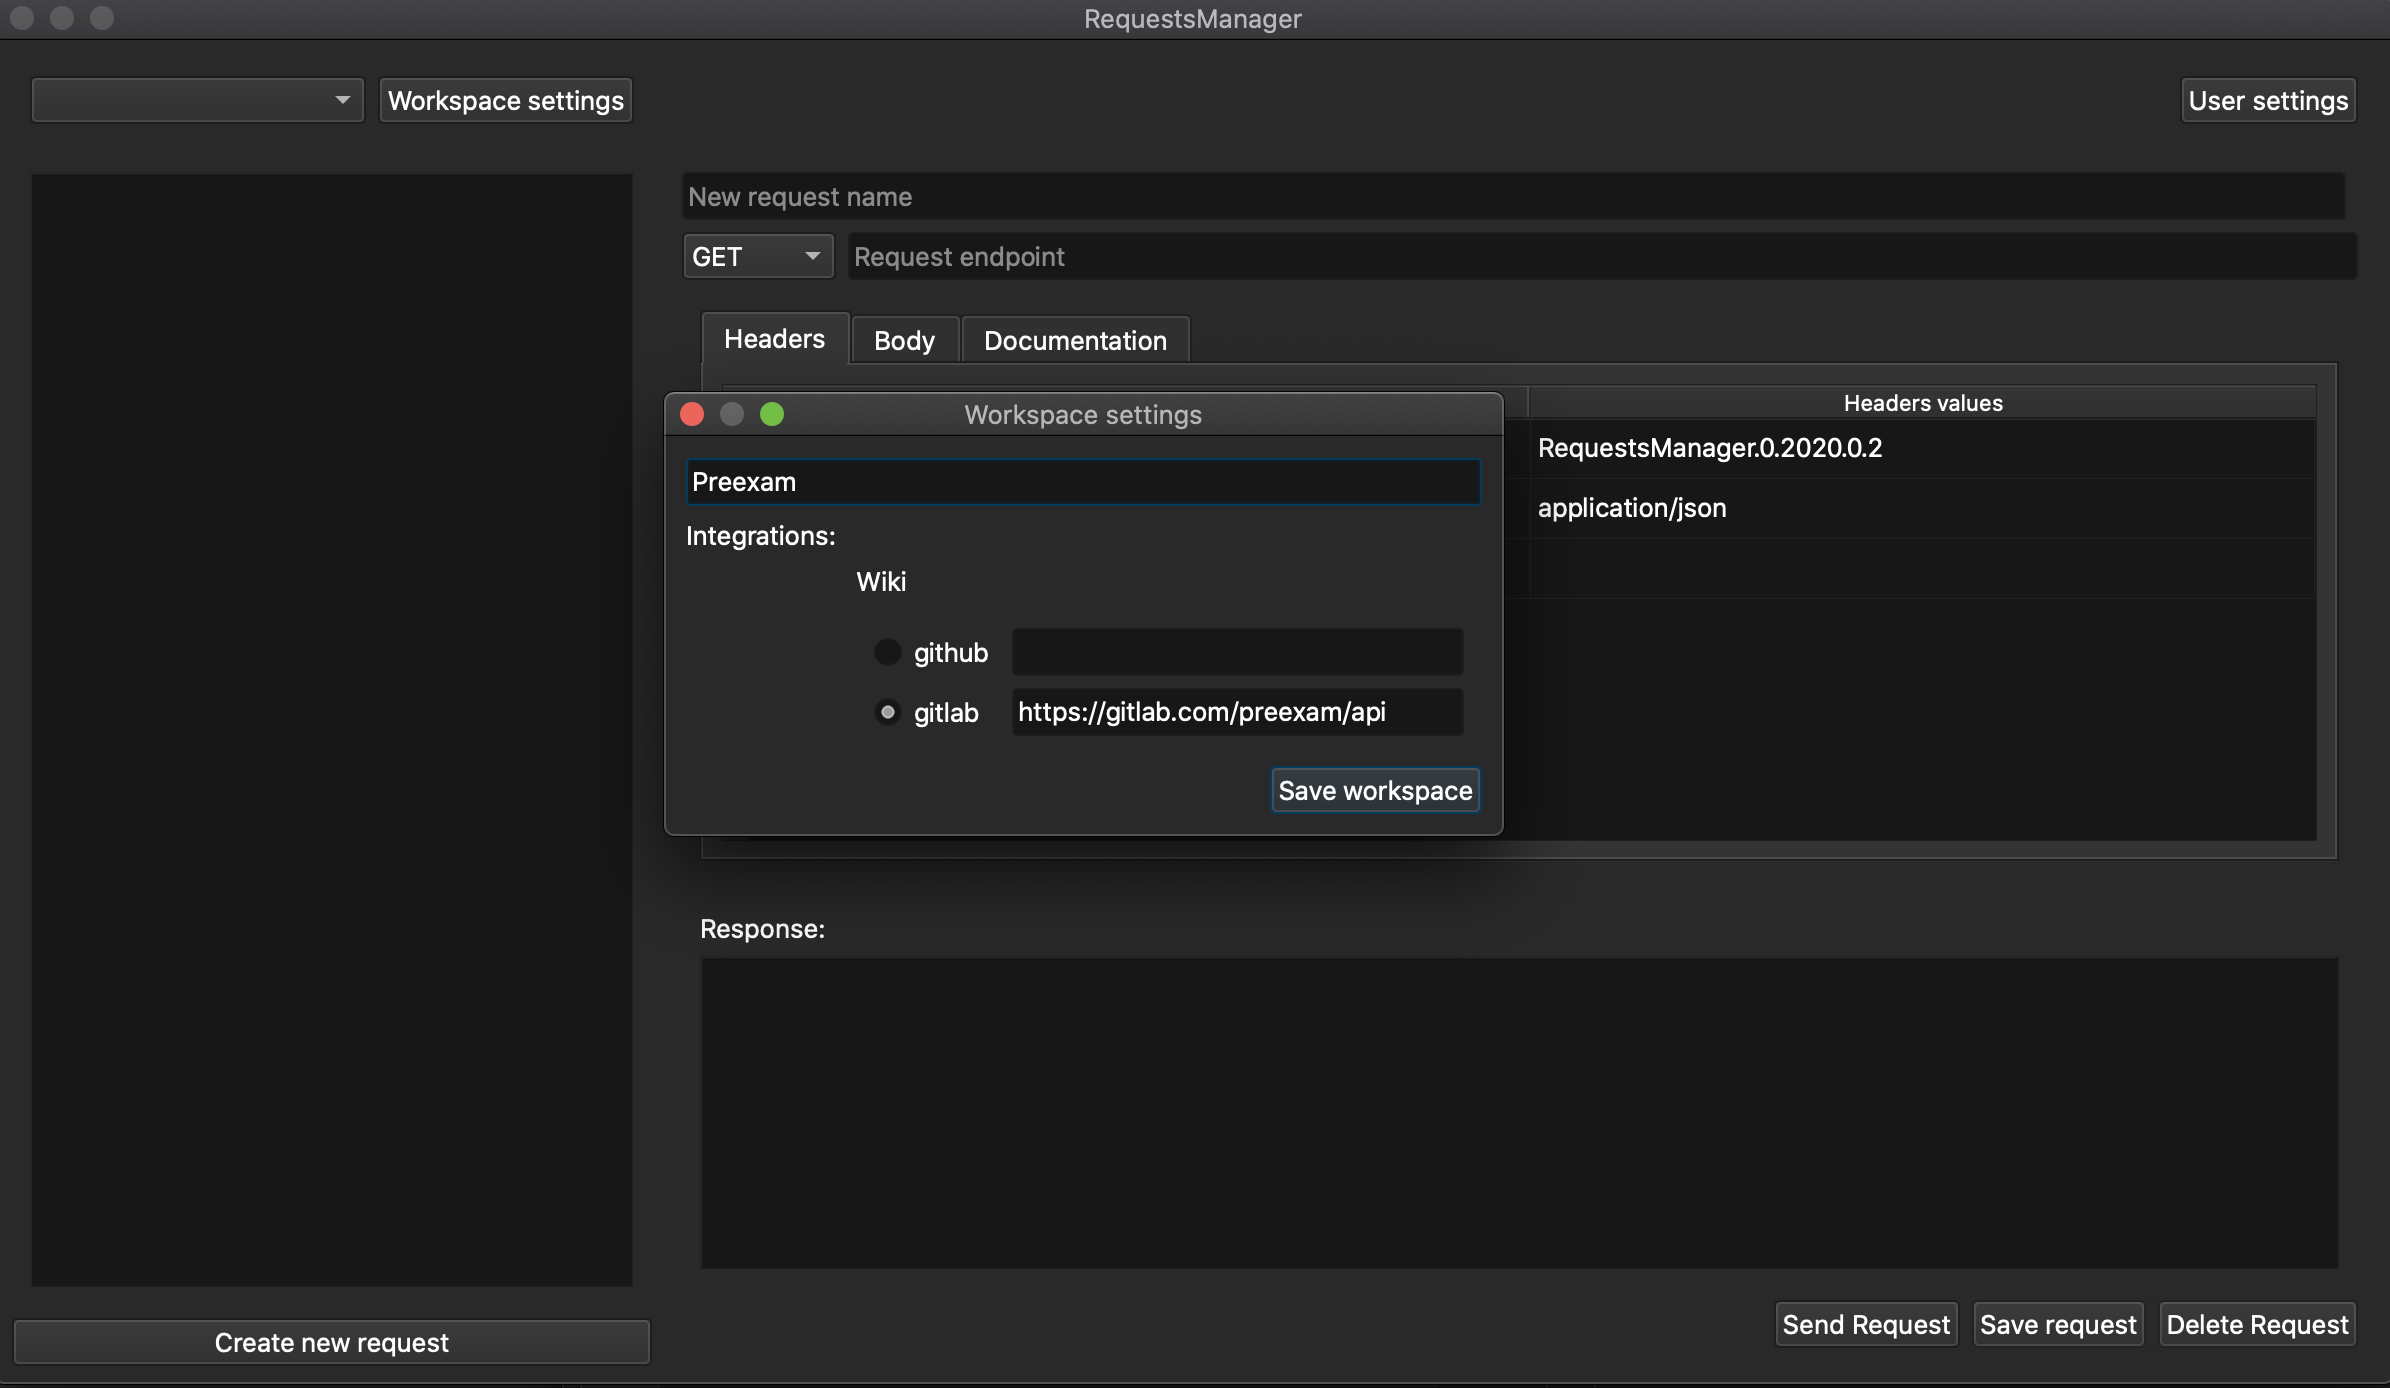 RequestsManager
Workspace settings
User settings
New request name
GET
Request endpoint
Headers
Body
Documentation
Headers values
RequestsManager.0.2020.0.2
application/json
Workspace settings
Preexam
Integrations:
Wiki
github
gitlab
https://gitlab.com/preexam/api
Save workspace
Response:
Send Request
Save request
Delete Request
Create new request